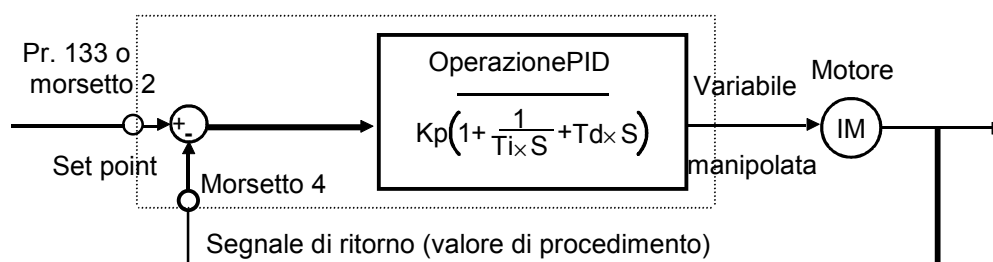 Pr. 133 o
morsetto 2
Set point
+
-
Morsetto 4
OperazionePID
Kp(1+ 1/Ti× S +Td× S)
Variabile
manipolata
Motore
IM
Segnale di ritorno (valore di procedimento)